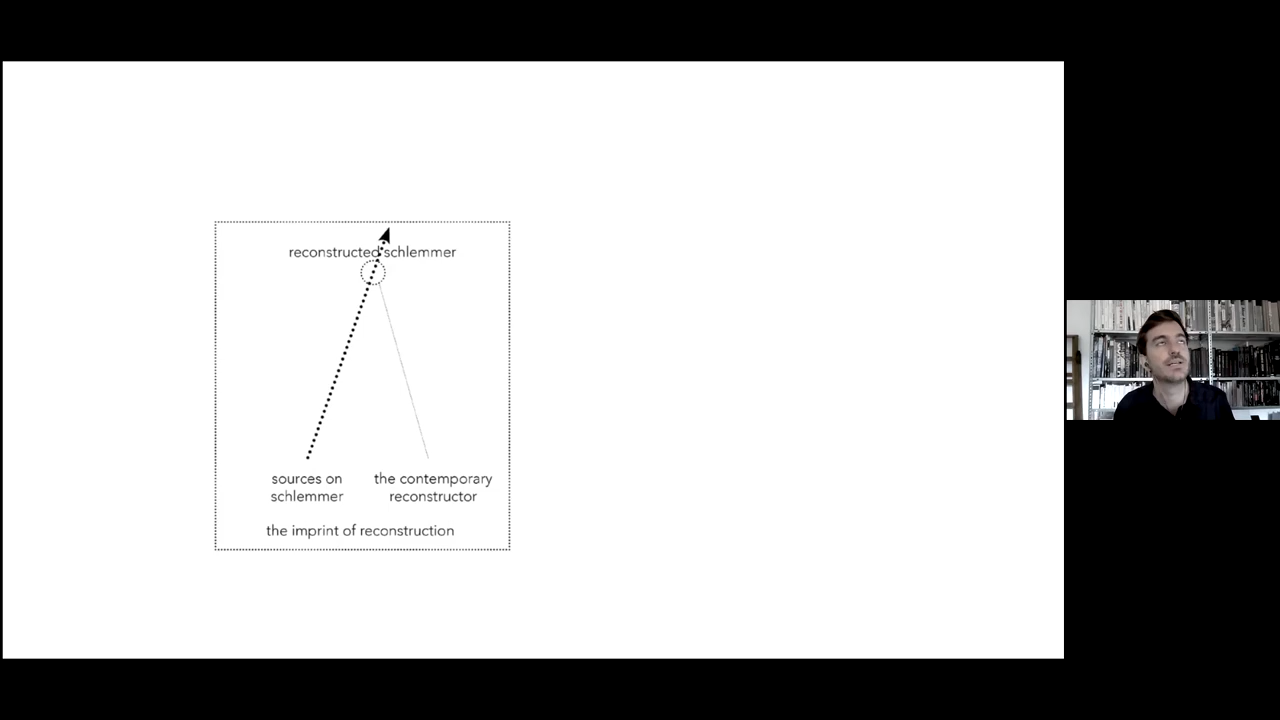 reconstructed schlemmer
sources on
schlemmer
the contemporary
reconstructor
the imprint of reconstruction